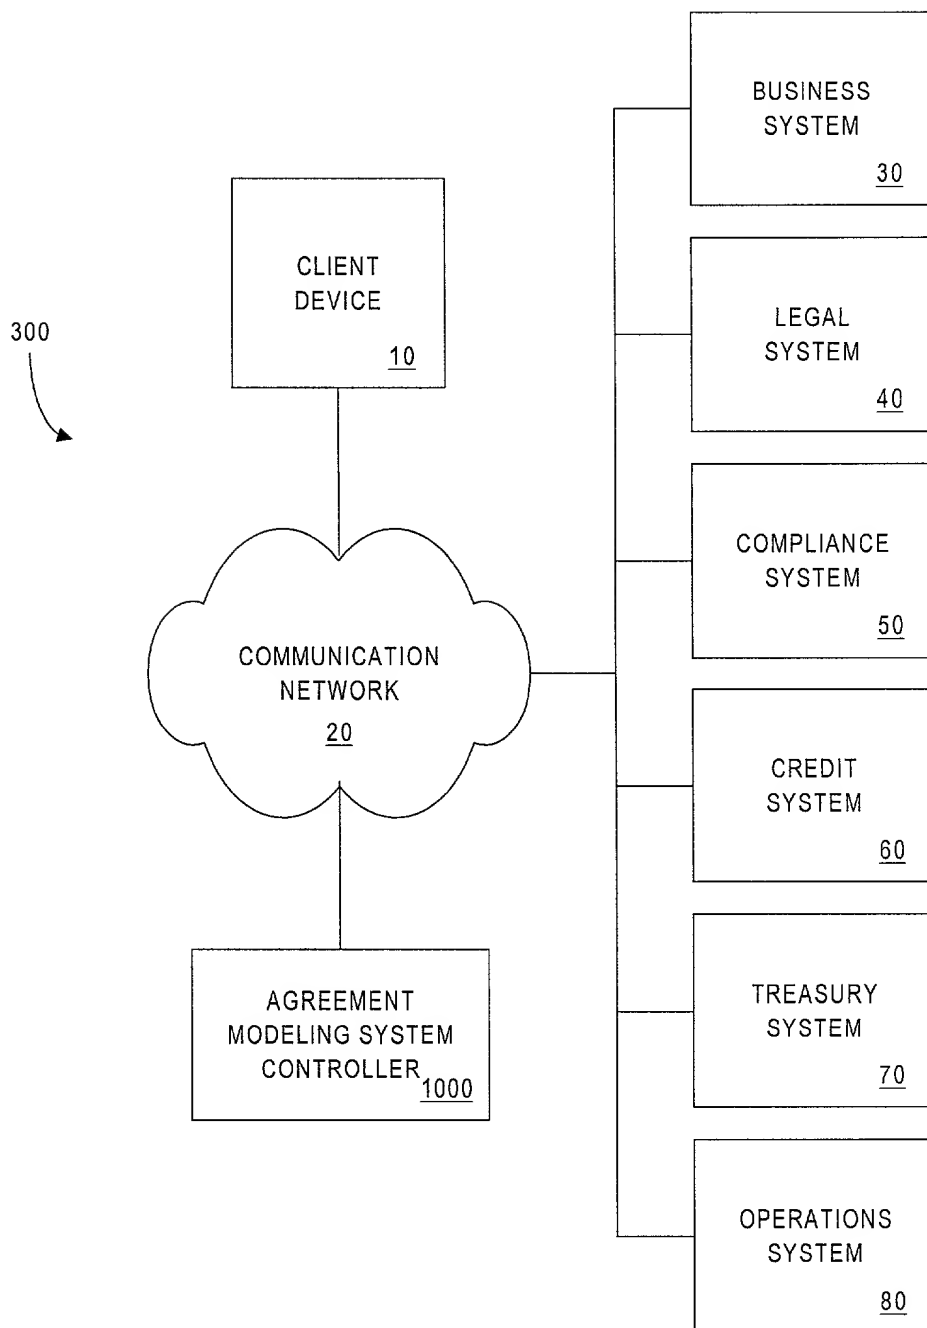 300
CLIENT
DEVICE
10
COMMUNICATION
NETWORK
20
AGREEMENT
MODELING SYSTEM
CONTROLLER
1000
BUSINESS
SYSTEM
30
LEGAL
SYSTEM
40
COMPLIANCE
SYSTEM
50
CREDIT
SYSTEM
60
TREASURY
SYSTEM
70
OPERATIONS
SYSTEM
80